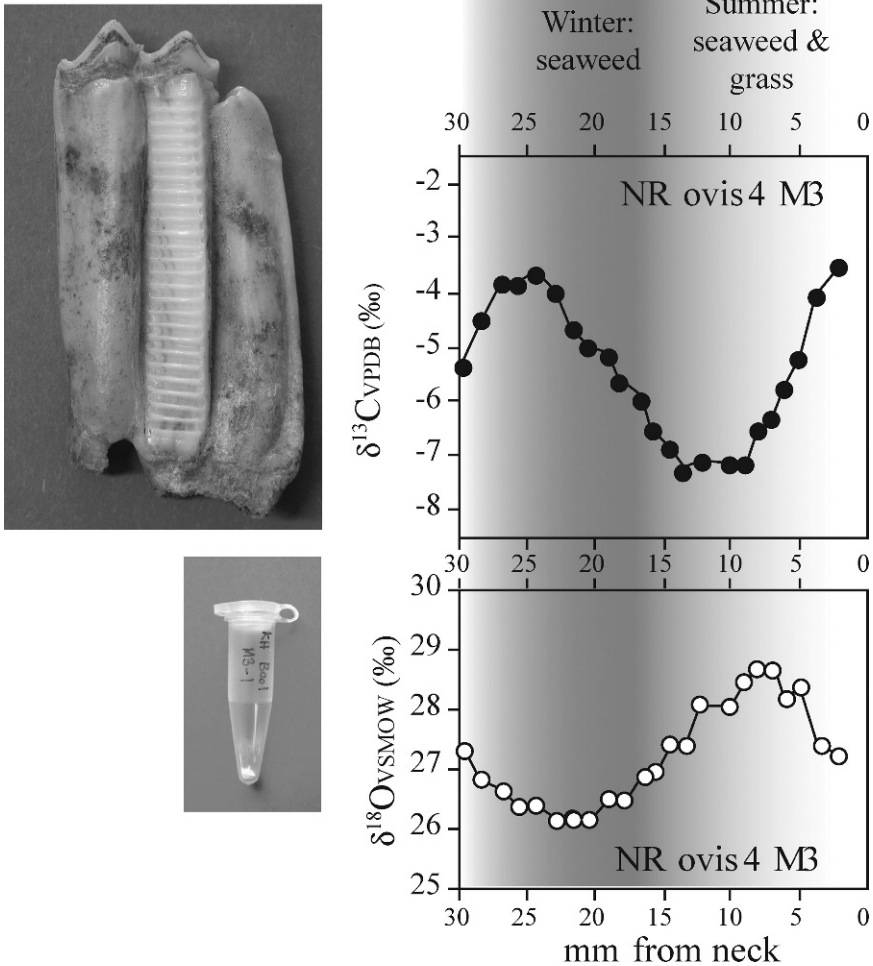 Winter:
seaweed
Summer:
seaweed &
grass
30 25 20 15 10 5 0
NR ovis 4 M3
-2
-3
-4
-5
-6
-7
-8
δ¹³CVPDB (‰)
30 25 20 15 10 5 0
NR ovis 4 M3
30
29
28
27
26
25
δ¹⁸OVSMOW (‰)
30 25 20 15 10 5 0
mm from neck
M3-1